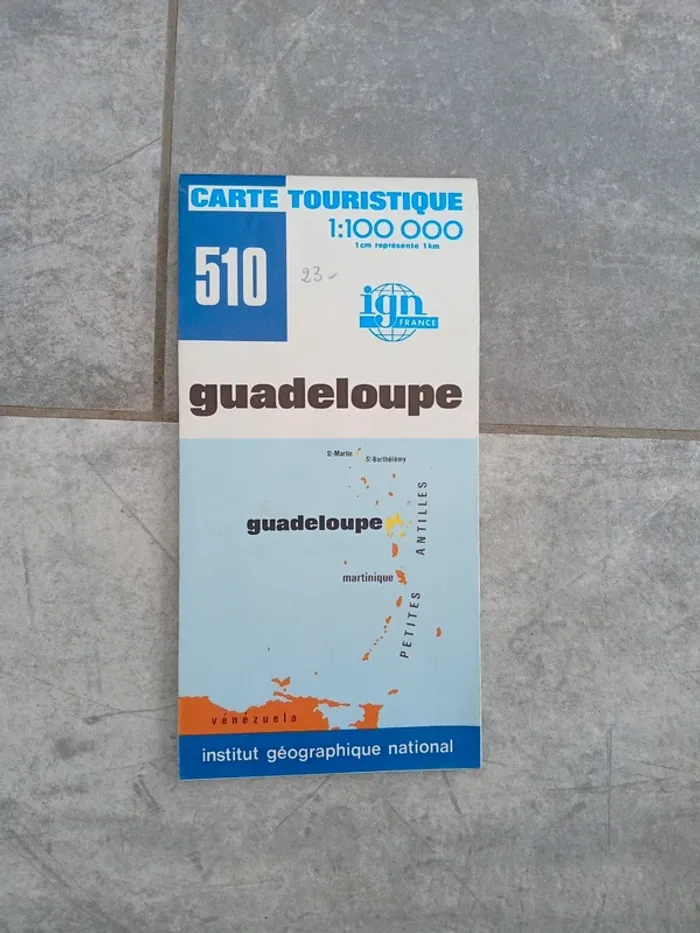 CARTE TOURISTIQUE
1:100 000
1cm représente 1km
510
23-
ign
FRANCE
guadeloupe
St-Martin
St-Barthélémy
guadeloupe
PETITES ANTILLES
martinique
vénézuela
institut géographique national